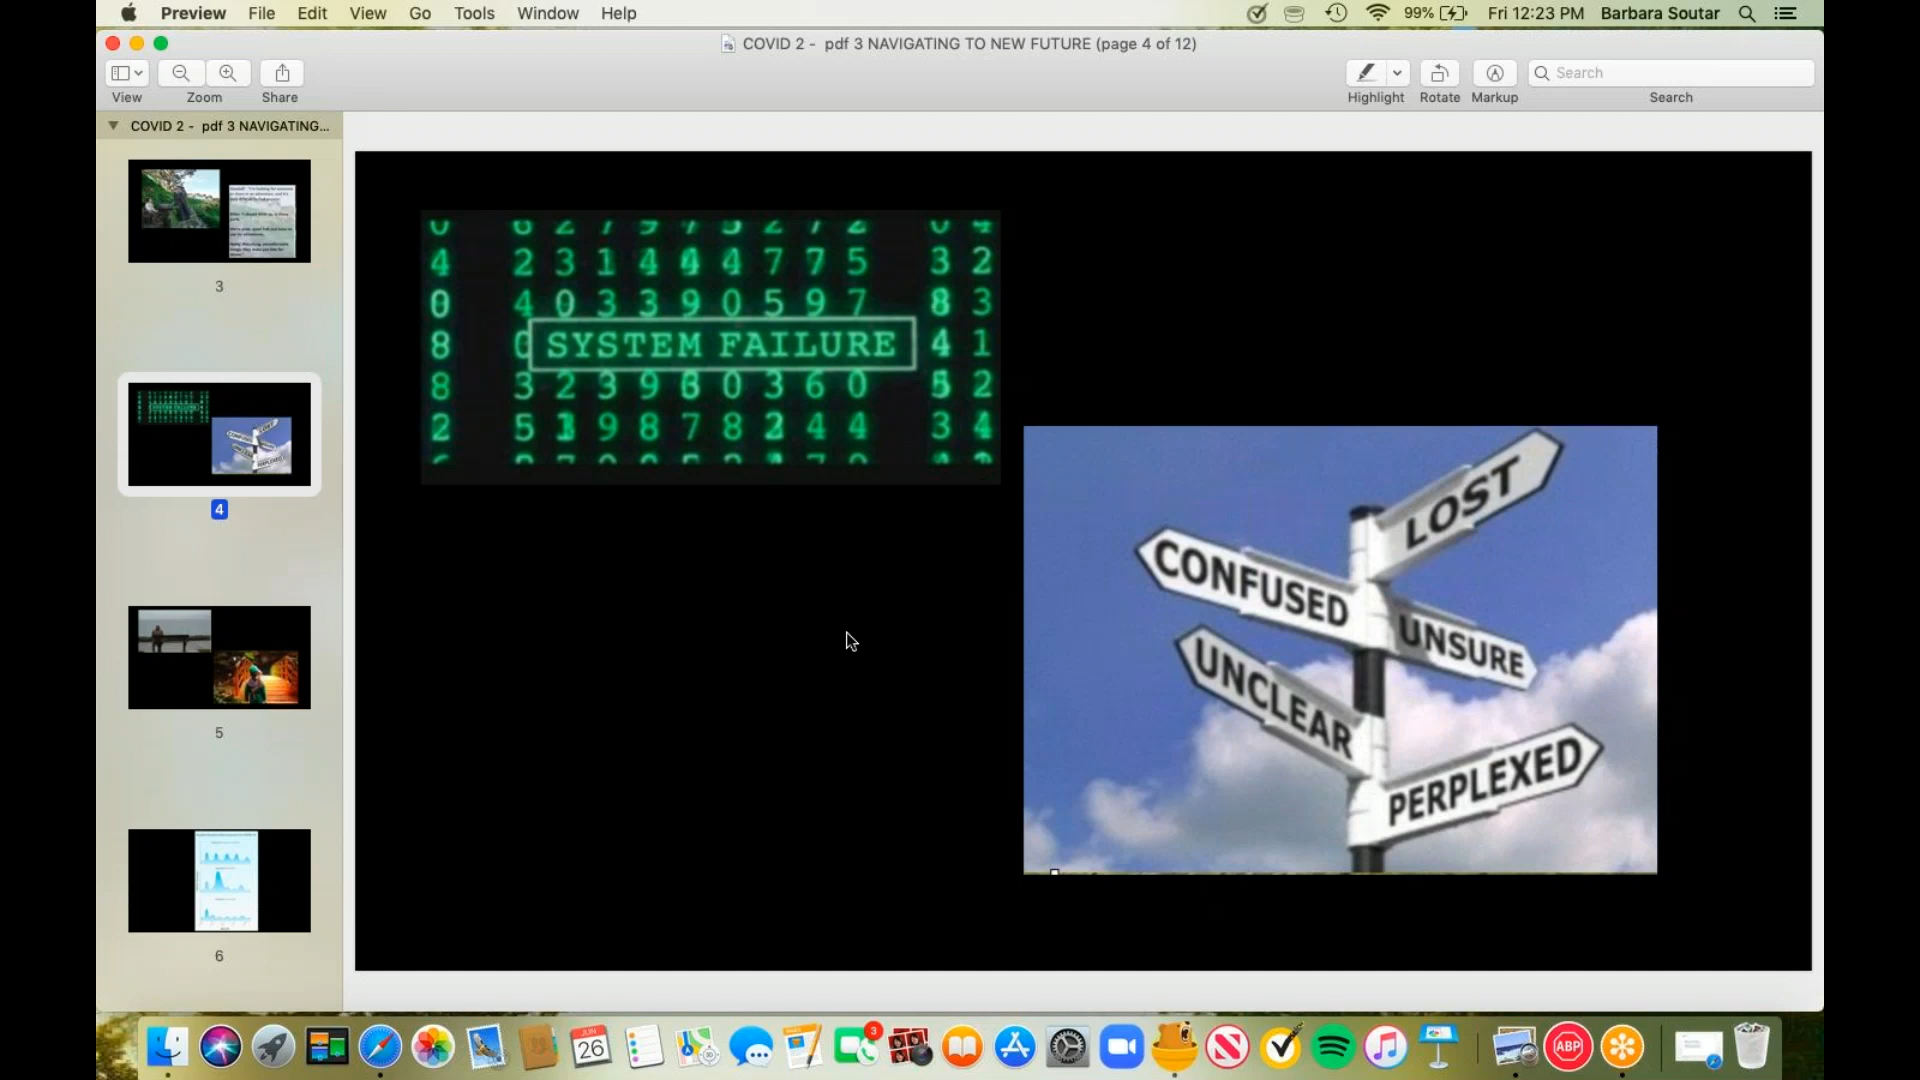 Preview File Edit View Go Tools Window Help 99% Fri 12:23 PM Barbara Soutar
COVID 2 - pdf 3 NAVIGATING TO NEW FUTURE (page 4 of 12)
Search
View Zoom Share Highlight Rotate Markup Search
COVID 2 - pdf 3 NAVIGATING...
3
4
5
6
4 2 3 1 4 4 4 7 7 5 3 2
0 4 0 3 3 9 0 5 9 7 8 3
8 0 SYSTEM FAILURE 4 1
8 3 2 3 9 0 3 6 0 5 2
2 5 9 8 7 8 2 4 4 3 4
LOST
CONFUSED
UNSURE
UNCLEAR
PERPLEXED
JUN
26
3
ABP